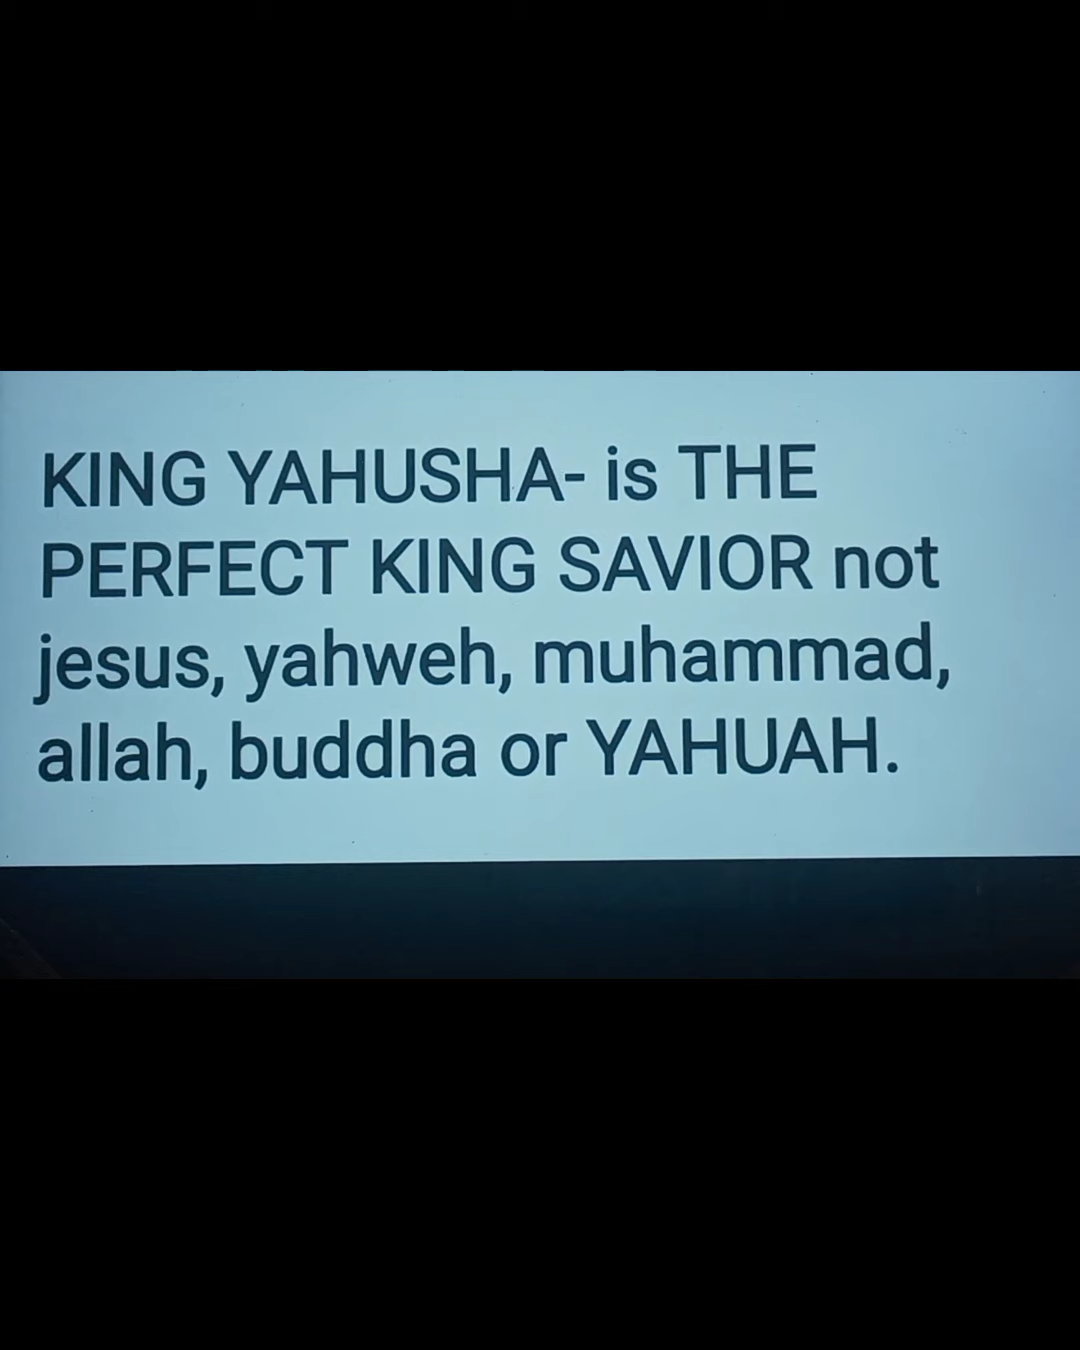 KING YAHUSHA- is THE
PERFECT KING SAVIOR not
jesus, yahweh, muhammad,
allah, buddha or YAHUAH.